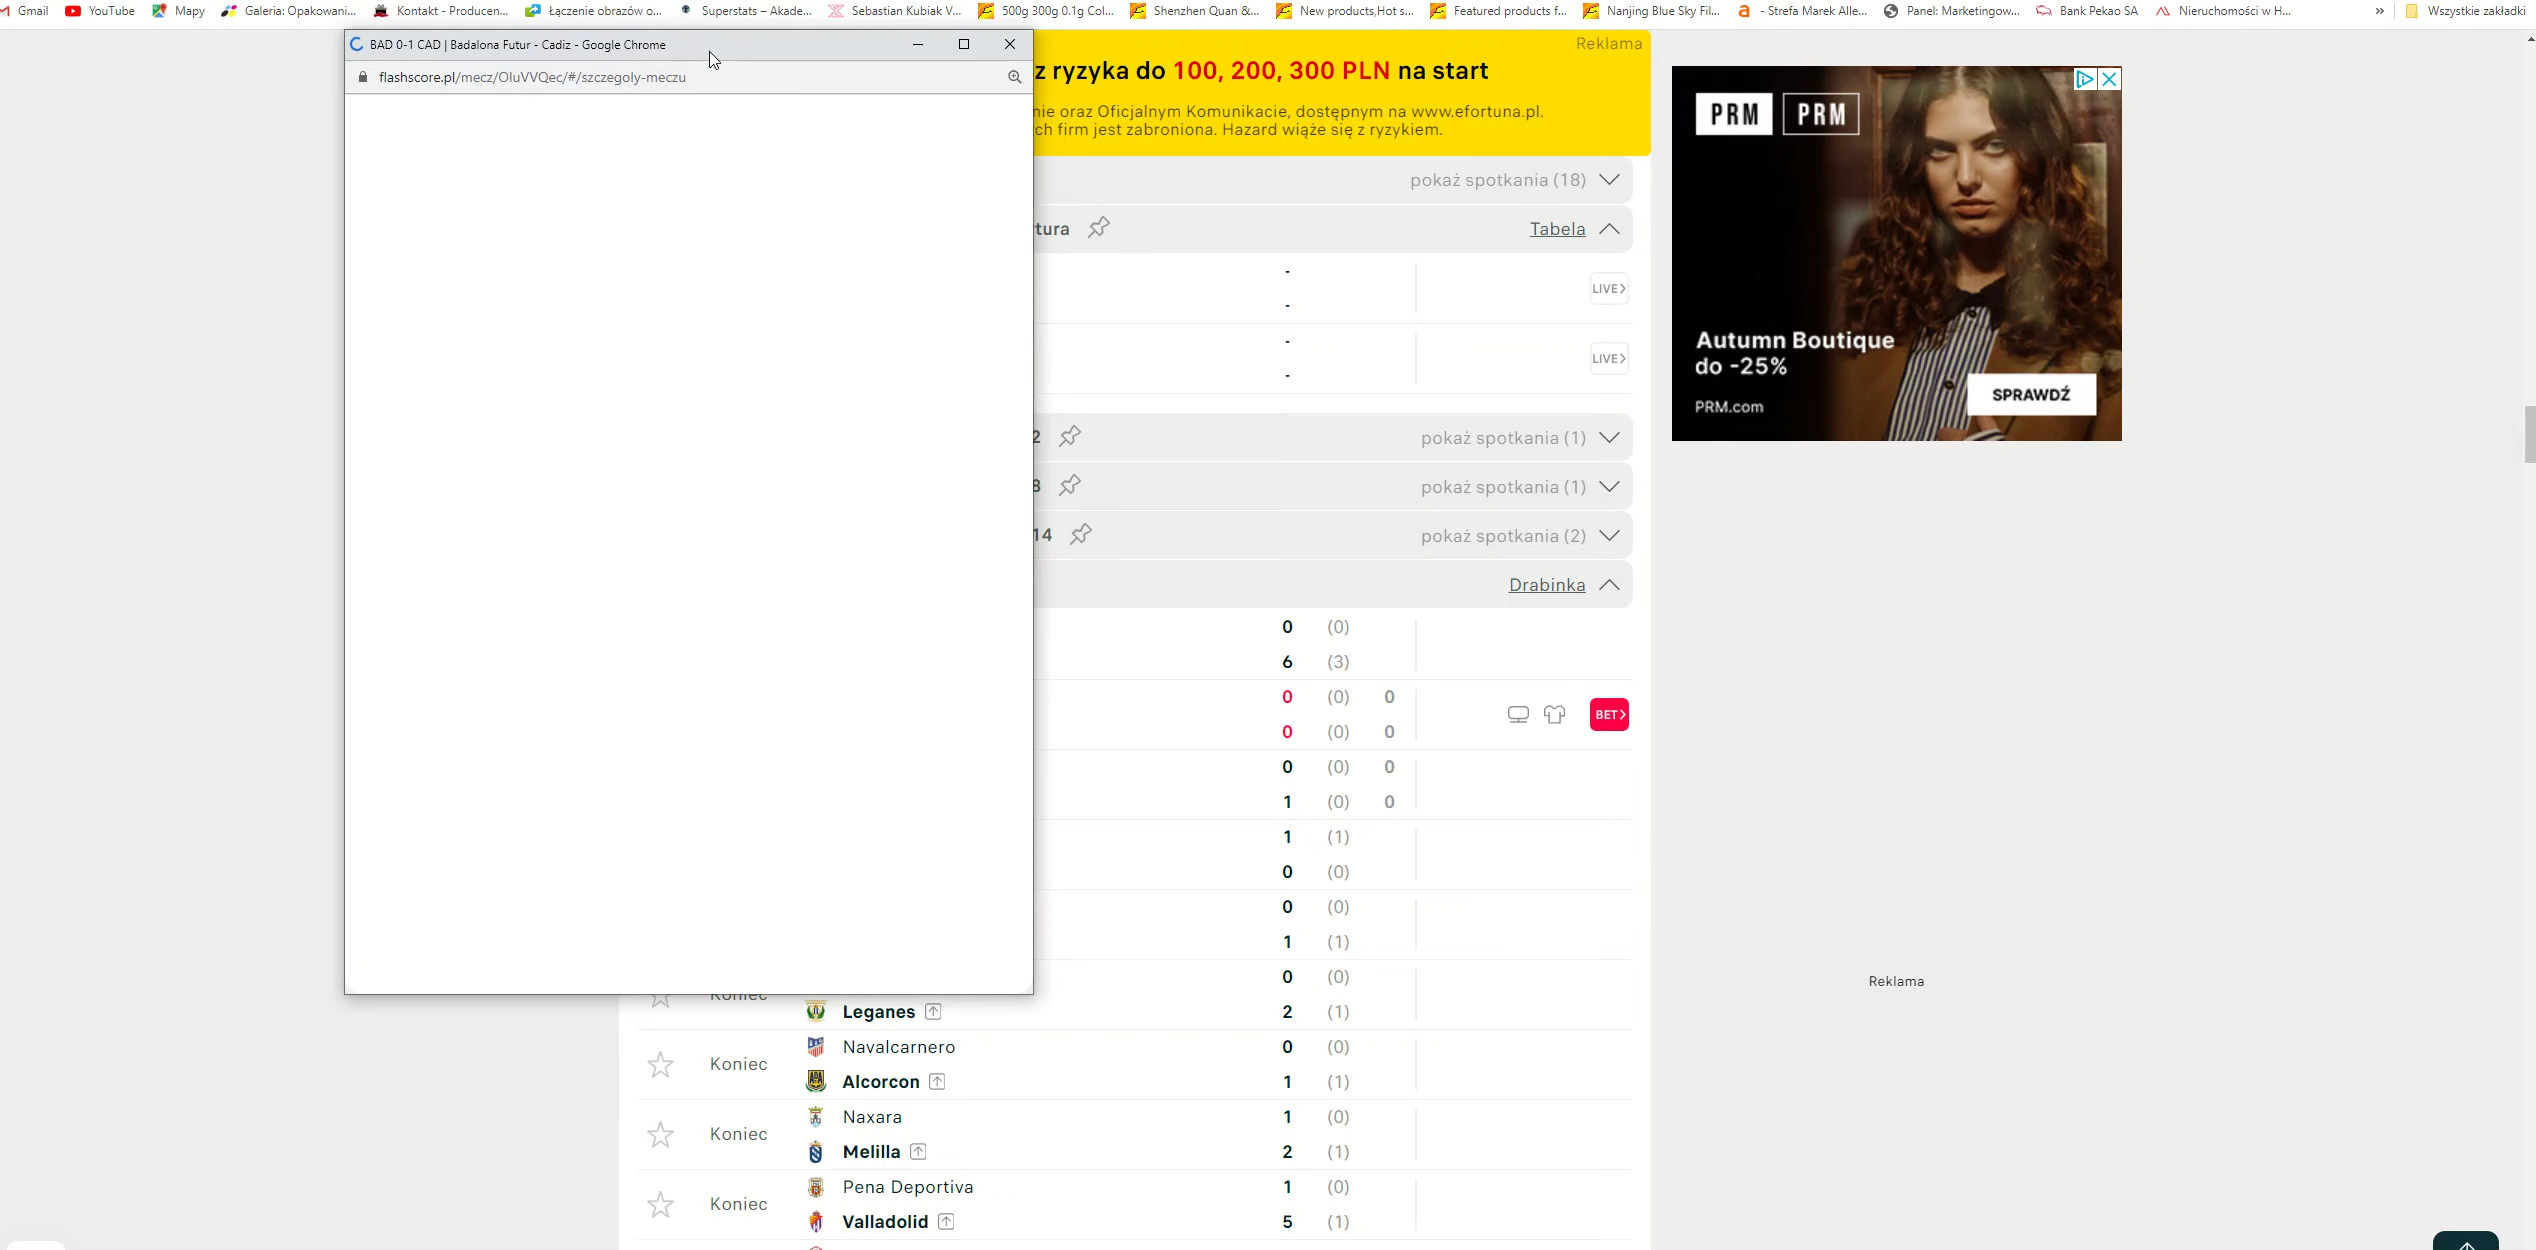 Gmail YouTube Mapy Galeria: Opakowani... Kontakt - Producen... Łączenie obrazów o... Superstats – Akade... Sebastian Kubiak V... 500g 300g 0.1g Col... Shenzhen Quan &... New products,Hot s... Featured products f... Nanjing Blue Sky Fil... - Strefa Marek Alle... Panel: Marketingow... Bank Pekao SA Nieruchomości w H... » Wszystkie zakładki
BAD 0-1 CAD | Badalona Futur - Cadiz - Google Chrome
flashscore.pl/mecz/OIuVVQec/#/szczegoly-meczu
Reklama
z ryzyka do 100, 200, 300 PLN na start
nie oraz Oficjalnym Komunikacie, dostępnym na www.efortuna.pl.
ch firm jest zabroniona. Hazard wiąże się z ryzykiem.
pokaż spotkania (18)
tura Tabela
- LIVE>
-
- LIVE>
-
2 pokaż spotkania (1)
8 pokaż spotkania (1)
14 pokaż spotkania (2)
Drabinka
0 (0)
6 (3)
0 (0) 0
BET>
0 (0) 0
0 (0) 0
1 (0) 0
1 (1)
0 (0)
0 (0)
1 (1)
0 (0)
Koniec
Leganes 2 (1)
Navalcarnero 0 (0)
Koniec
Alcorcon 1 (1)
Naxara 1 (0)
Koniec
Melilla 2 (1)
Pena Deportiva 1 (0)
Koniec
Valladolid 5 (1)
PRM PRM
Autumn Boutique
do -25%
SPRAWDŹ
PRM.com
Reklama